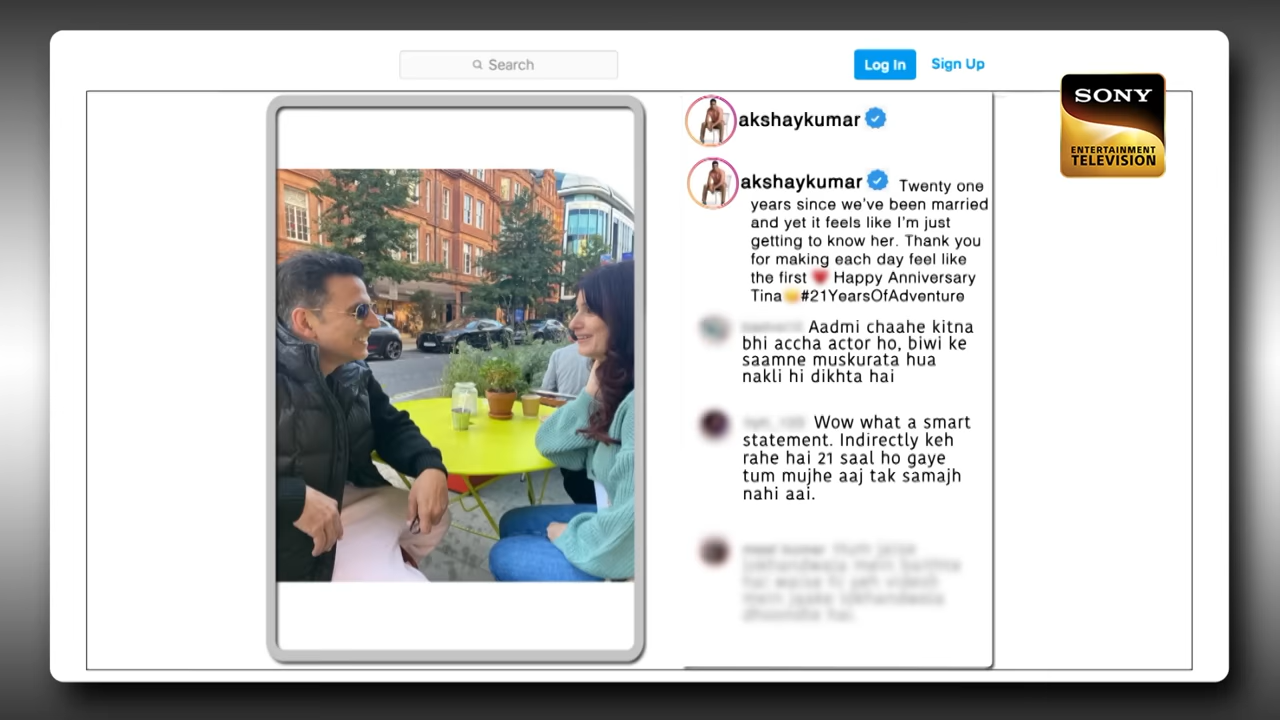 Search
Log In
Sign Up
SONY
ENTERTAINMENT
TELEVISION
akshaykumar
akshaykumar Twenty one
years since we've been married
and yet it feels like I'm just
getting to know her. Thank you
for making each day feel like
the first ❤️ Happy Anniversary
Tina #21YearsOfAdventure
Aadmi chaahe kitna
bhi accha actor ho, biwi ke
saamne muskurata hua
nakli hi dikhta hai
Wow what a smart
statement. Indirectly keh
rahe hai 21 saal ho gaye
tum mujhe aaj tak samajh
nahi aai.